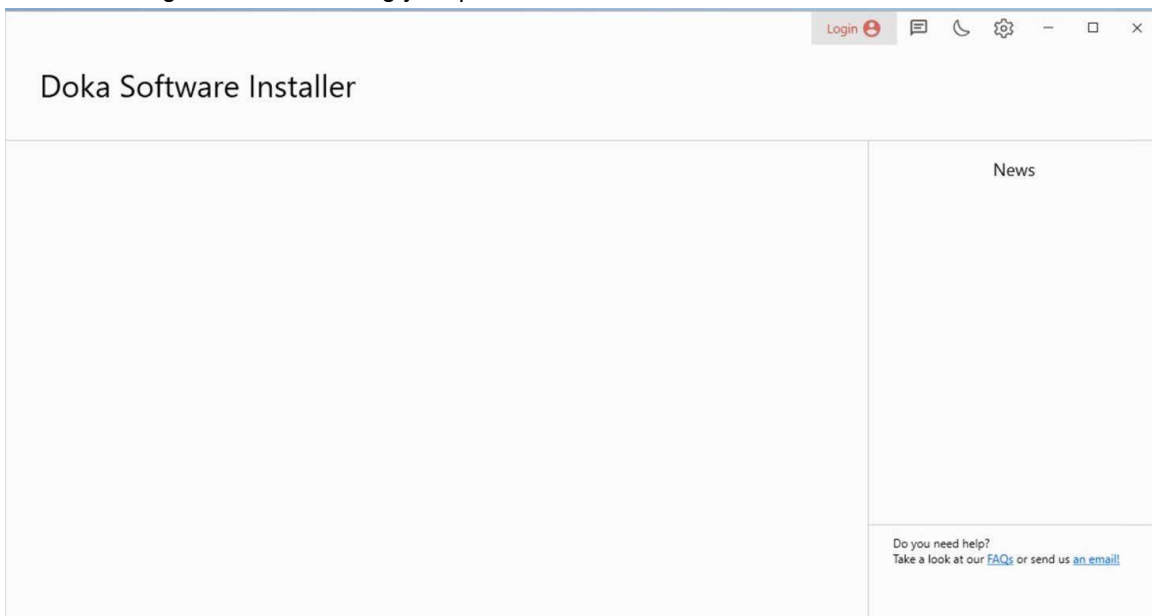 Login
Doka Software Installer
News
Do you need help?
Take a look at our FAQs or send us an email!